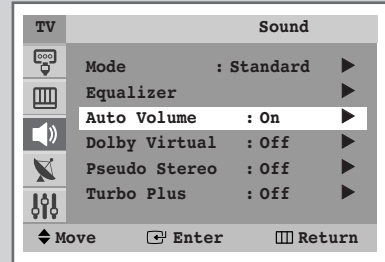 TV Sound
Mode : Standard
Equalizer
Auto Volume : On
Dolby Virtual : Off
Pseudo Stereo : Off
Turbo Plus : Off
Move Enter Return